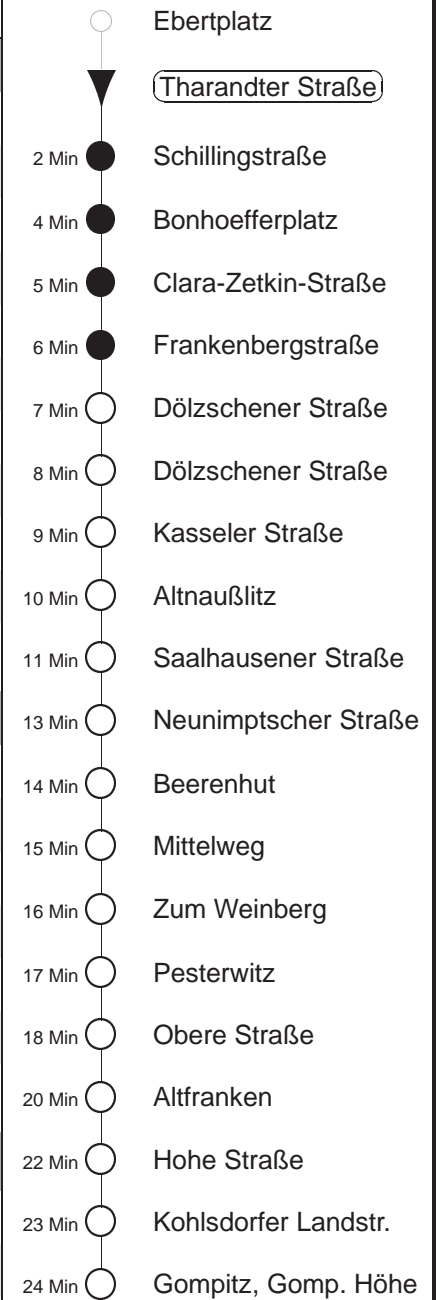 Ebertplatz
Tharandter Straße
2 Min Schillingstraße
4 Min Bonhoefferplatz
5 Min Clara-Zetkin-Straße
6 Min Frankenbergstraße
7 Min Dölzschener Straße
8 Min Dölzschener Straße
9 Min Kasseler Straße
10 Min Altnaußlitz
11 Min Saalhausener Straße
13 Min Neunimptscher Straße
14 Min Beerenhut
15 Min Mittelweg
16 Min Zum Weinberg
17 Min Pesterwitz
18 Min Obere Straße
20 Min Altfranken
22 Min Hohe Straße
23 Min Kohlsdorfer Landstr.
24 Min Gompitz, Gomp. Höhe